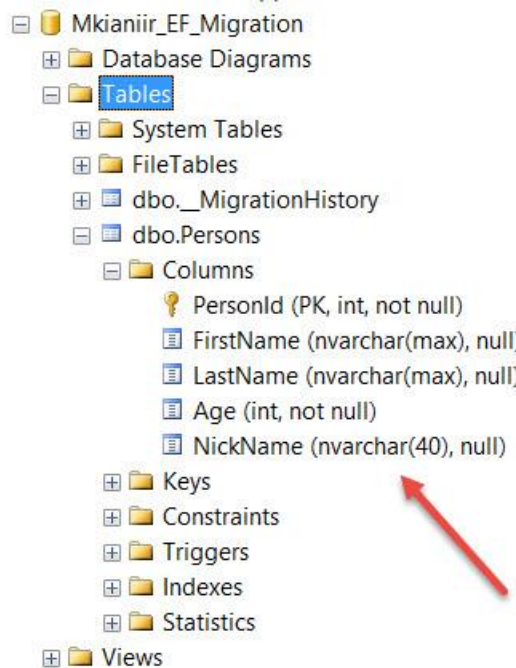 Mkianiir_EF_Migration
Database Diagrams
Tables
System Tables
FileTables
dbo.__MigrationHistory
dbo.Persons
Columns
PersonId (PK, int, not null)
FirstName (nvarchar(max), null)
LastName (nvarchar(max), null)
Age (int, not null)
NickName (nvarchar(40), null)
Keys
Constraints
Triggers
Indexes
Statistics
Views